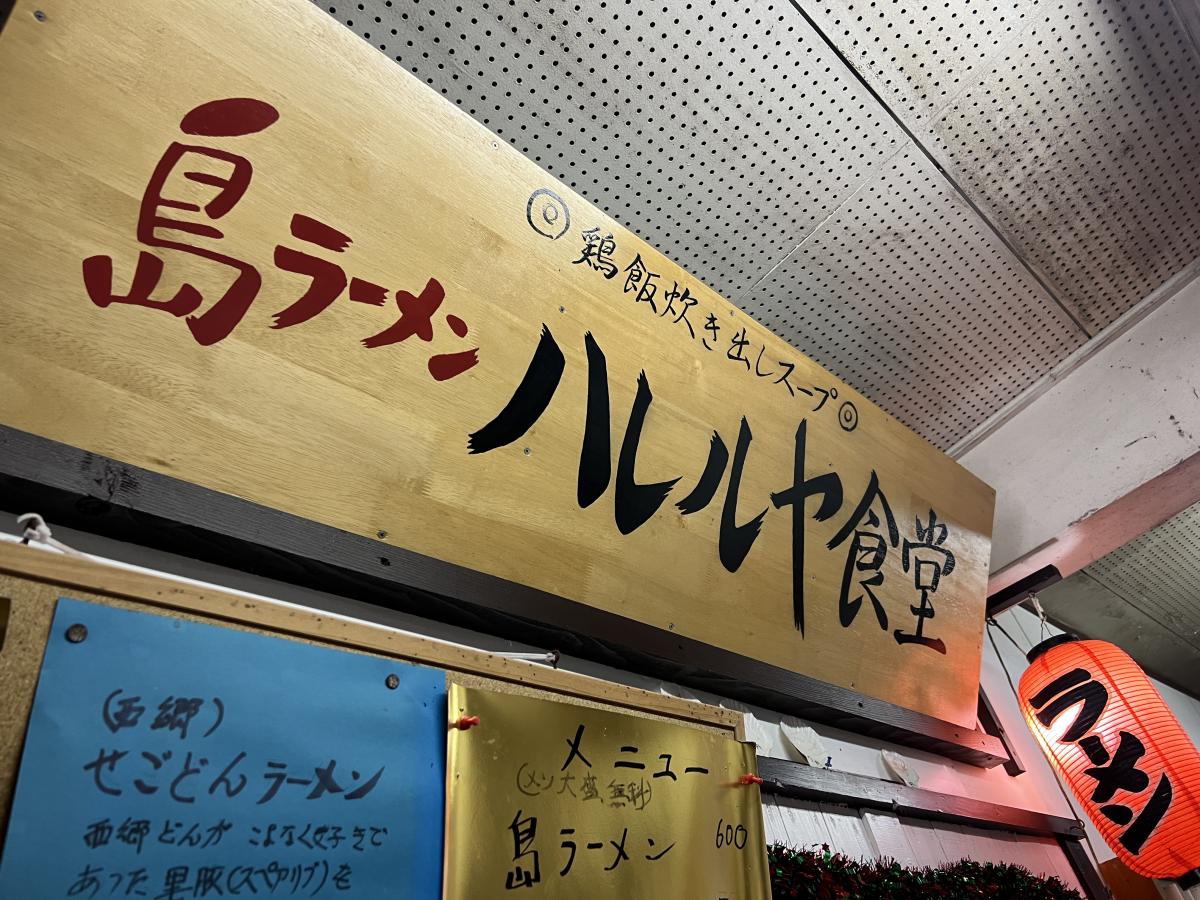 島ラーメン
◎鶏飯炊き出しスープ◎
ハルルヤ食堂
(西郷)
せごどんラーメン
西郷どんが こよなく好きで
あった 里豚(スペアリブ)を
メニュー
(メン大盛無料)
島ラーメン 600
ラーメン